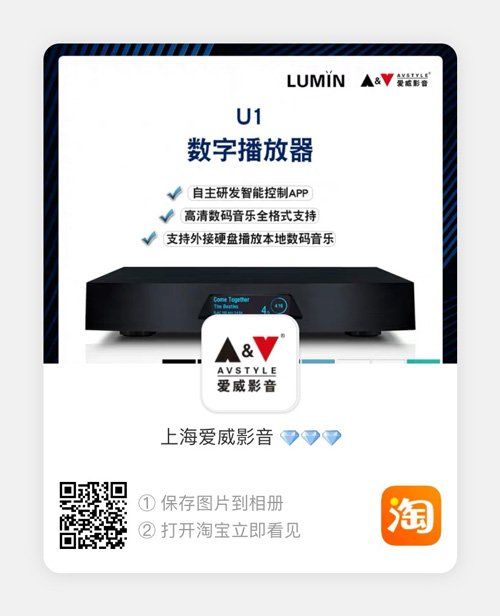 LUMIN A&V AVSTYLE®
爱威影音
U1
数字播放器
自主研发智能控制APP
高清数码音乐全格式支持
支持外接硬盘播放本地数码音乐
Come Together
The Beatles
A&V®
AVSTYLE
爱威影音
上海爱威影音
① 保存图片到相册
② 打开淘宝立即看见
淘